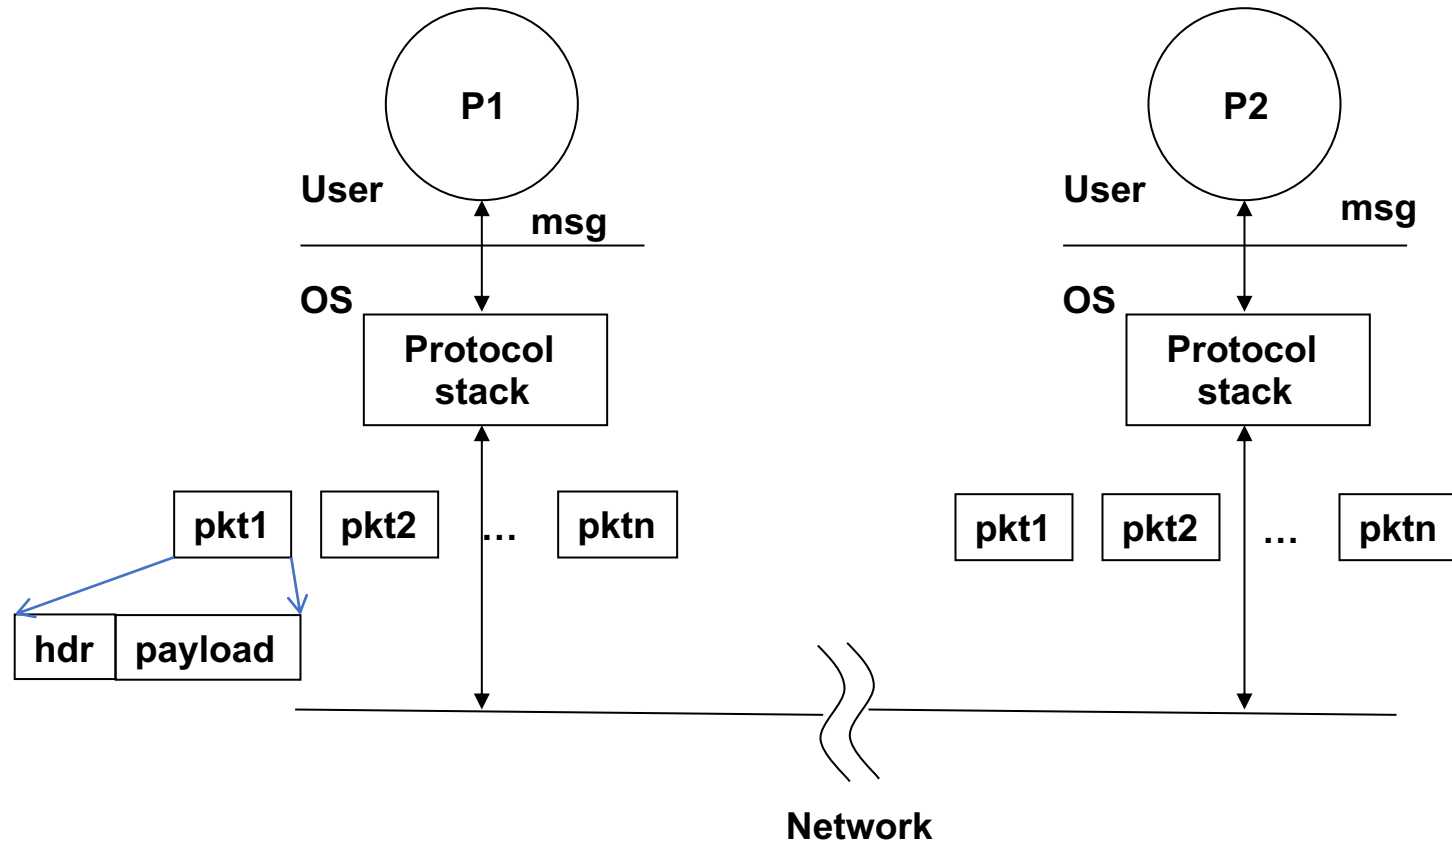 P1
P2
User
msg
User
msg
OS
OS
Protocol
stack
Protocol
stack
pkt1
pkt2
...
pktn
pkt1
pkt2
...
pktn
hdr
payload
Network